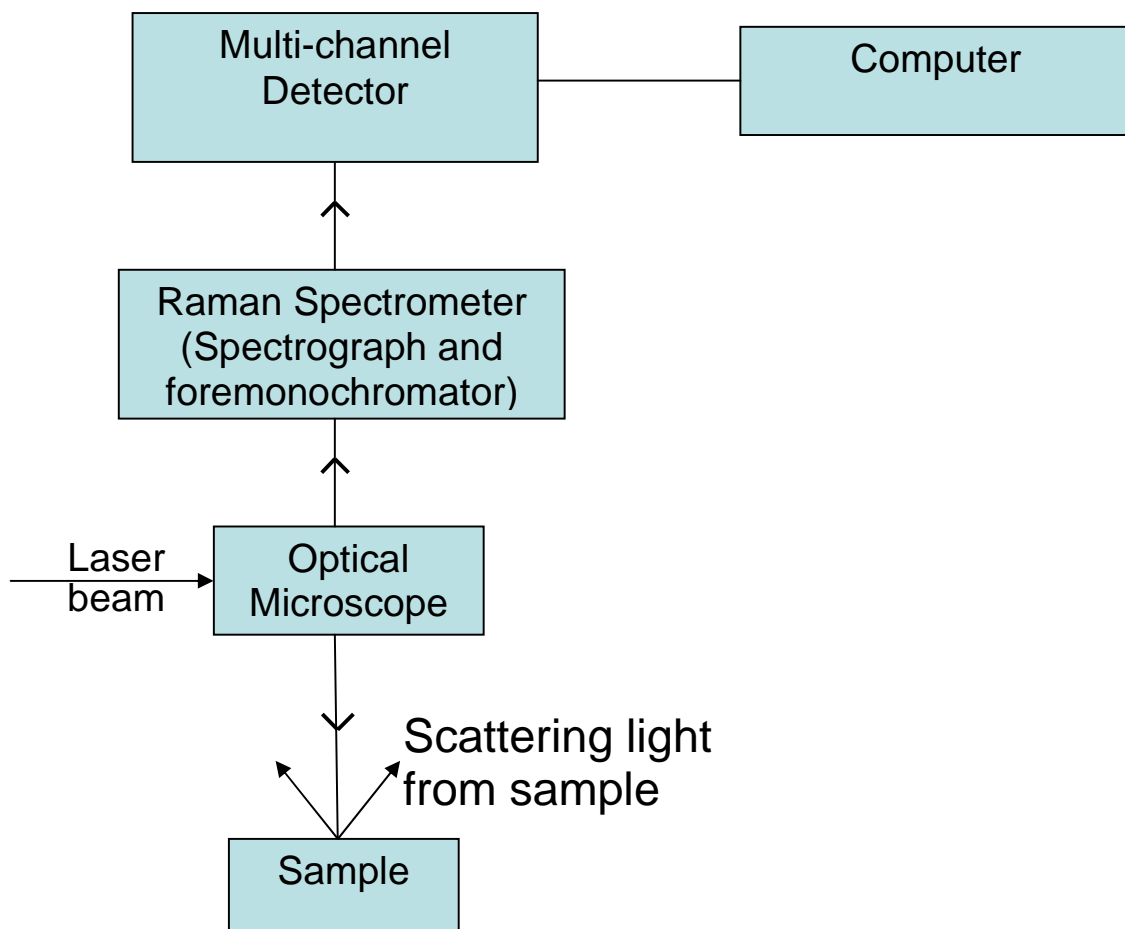 Multi-channel
Detector
Computer
Raman Spectrometer
(Spectrograph and
foremonochromator)
Laser
beam
Optical
Microscope
Scattering light
from sample
Sample